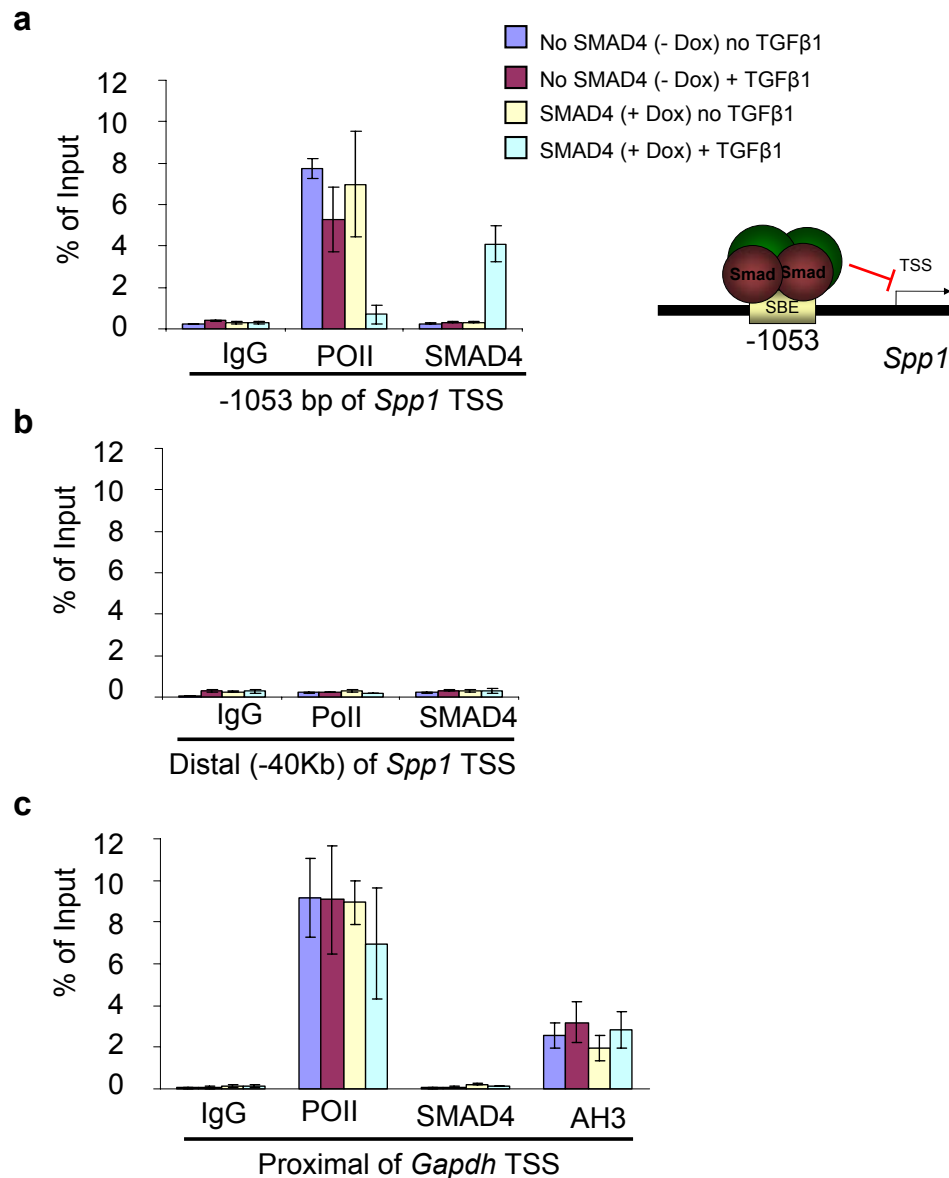 a
No SMAD4 (- Dox) no TGFβ1
No SMAD4 (- Dox) + TGFβ1
SMAD4 (+ Dox) no TGFβ1
SMAD4 (+ Dox) + TGFβ1
% of Input
12
10
8
6
4
2
0
IgG
POII
SMAD4
-1053 bp of Spp1 TSS
Smad
Smad
TSS
SBE
-1053
Spp1
b
% of Input
12
10
8
6
4
2
0
IgG
PoII
SMAD4
Distal (-40Kb) of Spp1 TSS
c
% of Input
12
10
8
6
4
2
0
IgG
POII
SMAD4
AH3
Proximal of Gapdh TSS